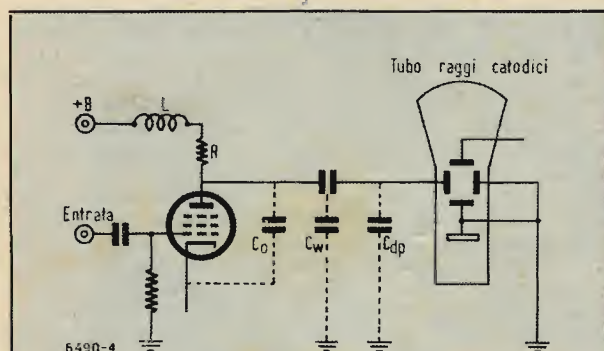 Tubo raggi catodici
+B
L
R
Entrata
Co
Cw
Cdp
6490-4